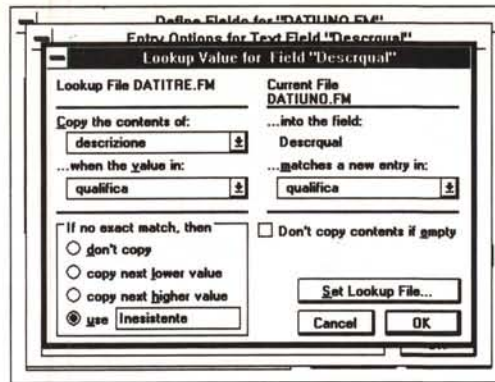 Define Fields for "DATIUNO.FM"
Entry Options for Text Field "Descrqual"
Lookup Value for Field "Descrqual"
Lookup File DATITRE.FM
Current File
DATIUNO.FM
Copy the contents of:
...into the field:
descrizione
Descrqual
...when the value in:
...matches a new entry in:
qualifica
qualifica
If no exact match, then
Don't copy contents if empty
don't copy
copy next lower value
copy next higher value
Set Lookup File...
use Inesistente
Cancel
OK